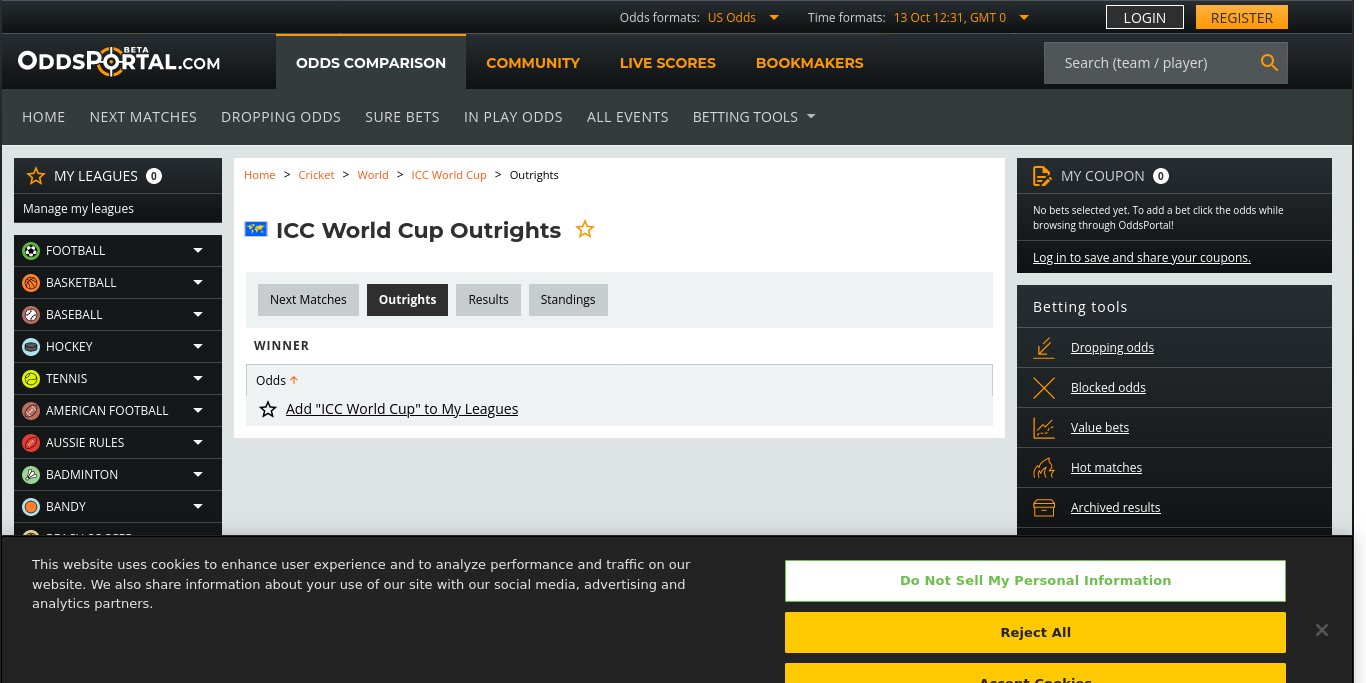 Odds formats: US Odds Time formats: 13 Oct 12:31, GMT 0 LOGIN REGISTER
BETA
ODDSPORTAL.COM ODDS COMPARISON COMMUNITY LIVE SCORES BOOKMAKERS Search (team / player)
HOME NEXT MATCHES DROPPING ODDS SURE BETS IN PLAY ODDS ALL EVENTS BETTING TOOLS
MY LEAGUES 0
Manage my leagues
FOOTBALL
BASKETBALL
BASEBALL
HOCKEY
TENNIS
AMERICAN FOOTBALL
AUSSIE RULES
BADMINTON
BANDY
Home > Cricket > World > ICC World Cup > Outrights
ICC World Cup Outrights
Next Matches Outrights Results Standings
WINNER
Odds
Add "ICC World Cup" to My Leagues
MY COUPON 0
No bets selected yet. To add a bet click the odds while
browsing through OddsPortal!
Log in to save and share your coupons.
Betting tools
Dropping odds
Blocked odds
Value bets
Hot matches
Archived results
This website uses cookies to enhance user experience and to analyze performance and traffic on our
website. We also share information about your use of our site with our social media, advertising and
analytics partners.
Do Not Sell My Personal Information
Reject All
Accept Cookies